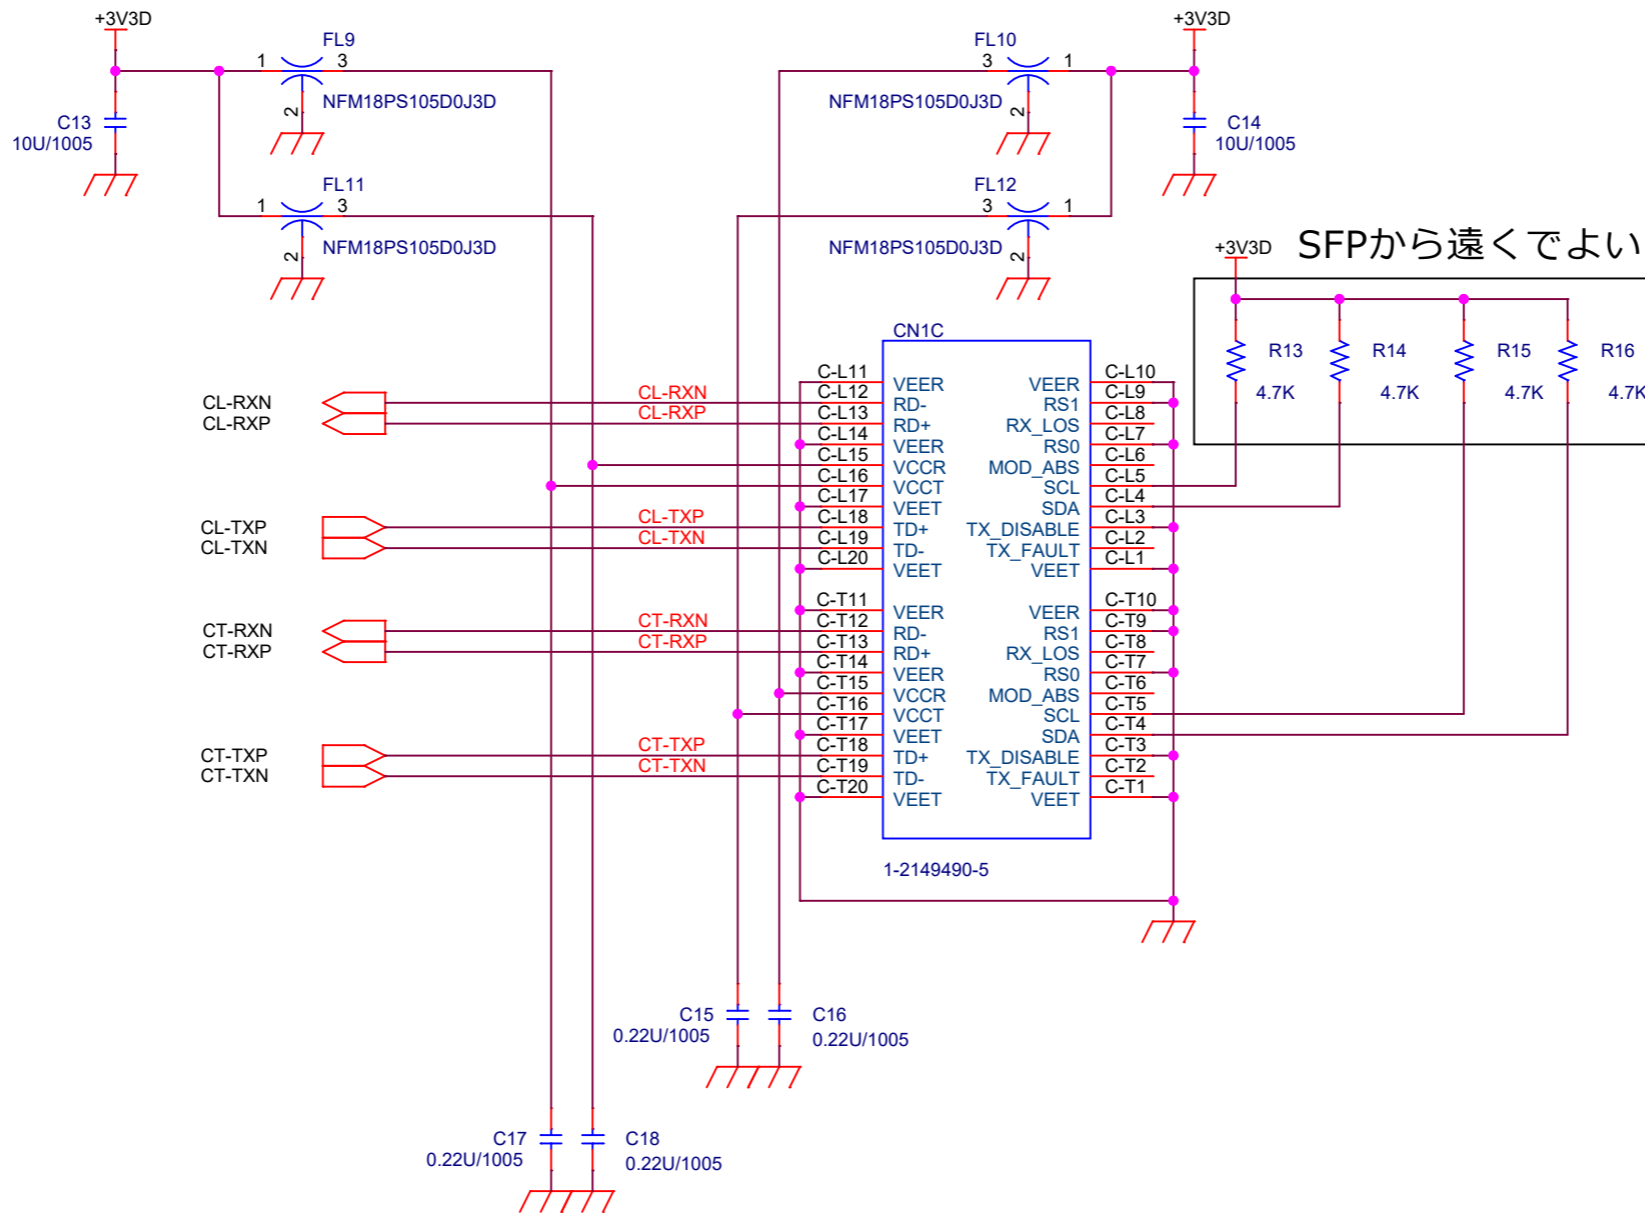 +3V3D
+3V3D
FL9
FL10
1
3
3
1
NFM18PS105D0J3D
NFM18PS105D0J3D
2
2
C13
10U/1005
C14
10U/1005
FL11
FL12
1
3
3
1
NFM18PS105D0J3D
NFM18PS105D0J3D
2
2
+3V3D
SFPから遠くでよい
R13
4.7K
R14
4.7K
R15
4.7K
R16
4.7K
CN1C
C-L11 VEER VEER C-L10
CL-RXN CL-RXN C-L12 RD- RS1 C-L9
CL-RXP CL-RXP C-L13 RD+ RX_LOS C-L8
C-L14 VEER RS0 C-L7
C-L15 VCCR MOD_ABS C-L6
C-L16 VCCT SCL C-L5
C-L17 VEET SDA C-L4
CL-TXP CL-TXP C-L18 TD+ TX_DISABLE C-L3
CL-TXN CL-TXN C-L19 TD- TX_FAULT C-L2
C-L20 VEET VEET C-L1
C-T11 VEER VEER C-T10
CT-RXN CT-RXN C-T12 RD- RS1 C-T9
CT-RXP CT-RXP C-T13 RD+ RX_LOS C-T8
C-T14 VEER RS0 C-T7
C-T15 VCCR MOD_ABS C-T6
C-T16 VCCT SCL C-T5
C-T17 VEET SDA C-T4
CT-TXP CT-TXP C-T18 TD+ TX_DISABLE C-T3
CT-TXN CT-TXN C-T19 TD- TX_FAULT C-T2
C-T20 VEET VEET C-T1
1-2149490-5
C15
0.22U/1005
C16
0.22U/1005
C17
0.22U/1005
C18
0.22U/1005